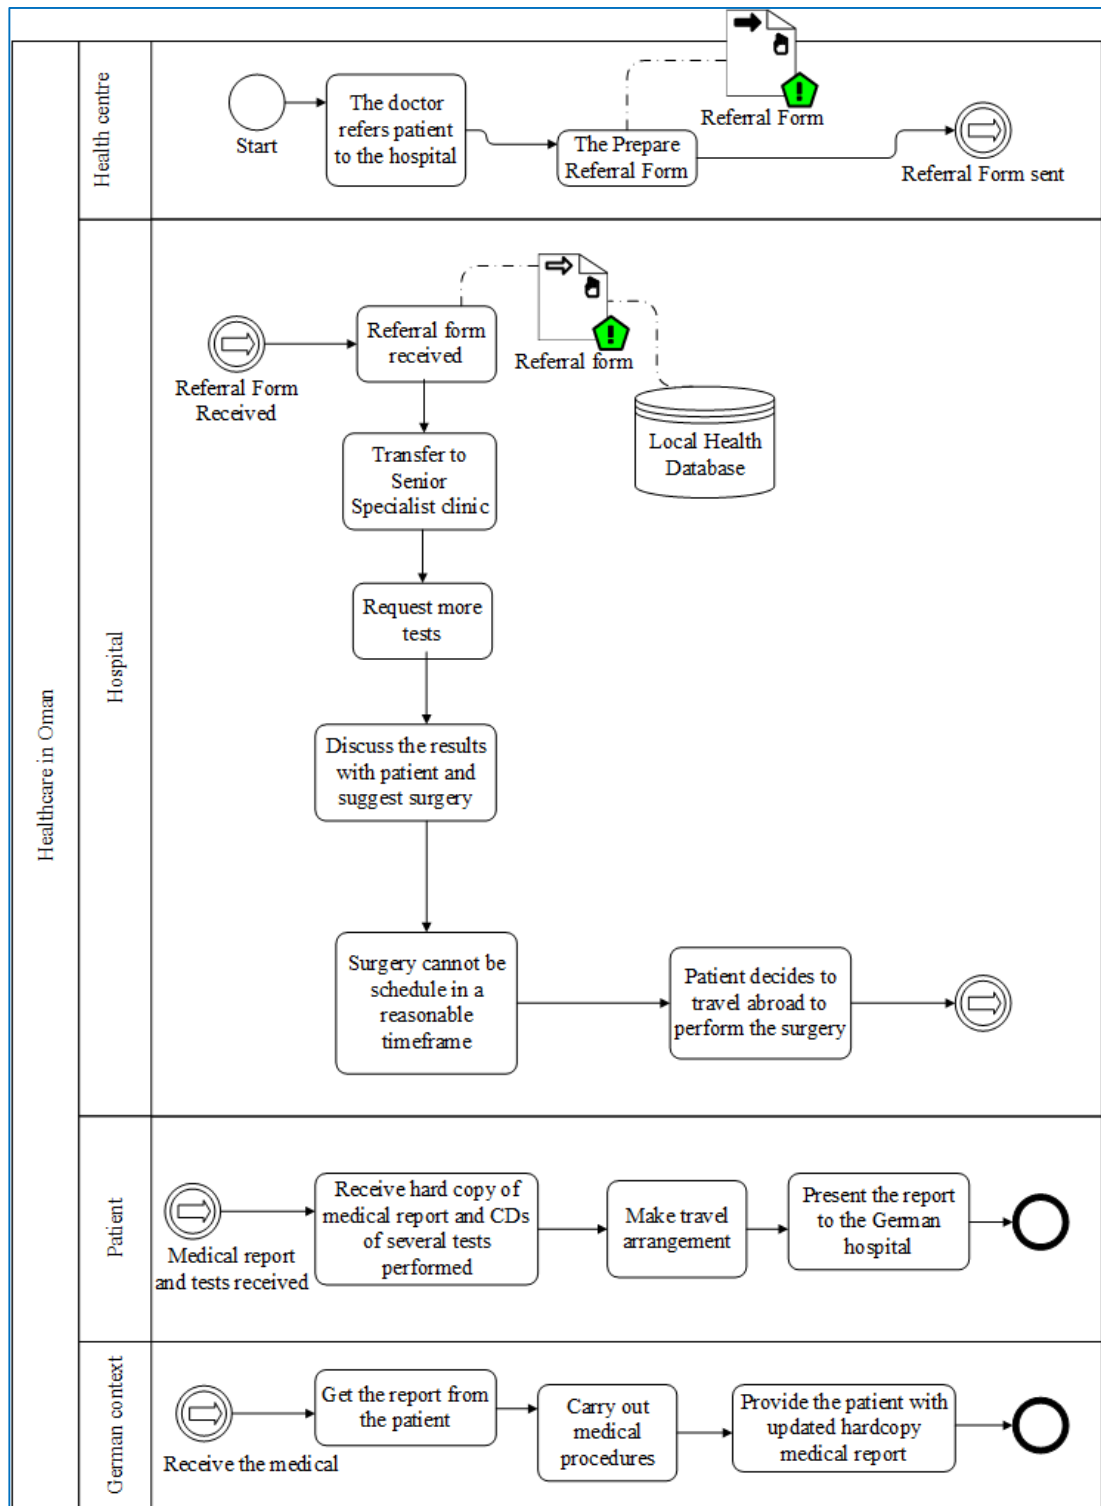 Healthcare in Oman
Health centre
Start
The doctor
refers patient
to the hospital
The Prepare
Referral Form
Referral Form
Referral Form sent
Hospital
Referral Form
Received
Referral form
received
Referral form
Local Health
Database
Transfer to
Senior
Specialist clinic
Request more
tests
Discuss the results
with patient and
suggest surgery
Surgery cannot be
schedule in a
reasonable
timeframe
Patient decides to
travel abroad to
perform the surgery
Patient
Medical report
and tests received
Receive hard copy of
medical report and CDs
of several tests
performed
Make travel
arrangement
Present the report
to the German
hospital
German context
Receive the medical
Get the report from
the patient
Carry out
medical
procedures
Provide the patient with
updated hardcopy
medical report